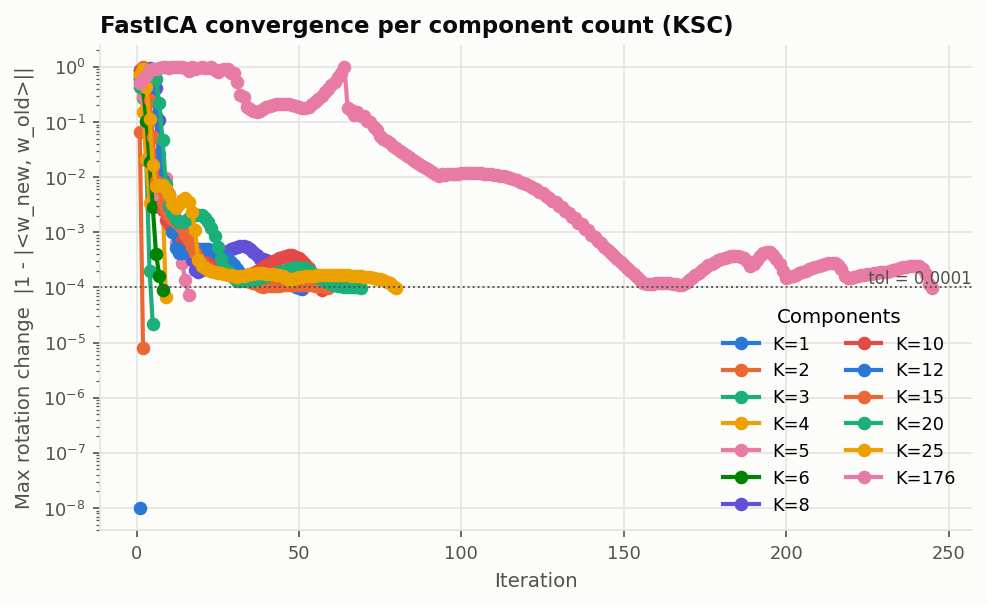 FastICA convergence per component count (KSC)
Max rotation change |1 - |<w_new, w_old>||
10⁰
10⁻¹
10⁻²
10⁻³
10⁻⁴
10⁻⁵
10⁻⁶
10⁻⁷
10⁻⁸
tol = 0.0001
Components
K=1 K=10
K=2 K=12
K=3 K=15
K=4 K=20
K=5 K=25
K=6 K=176
K=8
0 50 100 150 200 250
Iteration